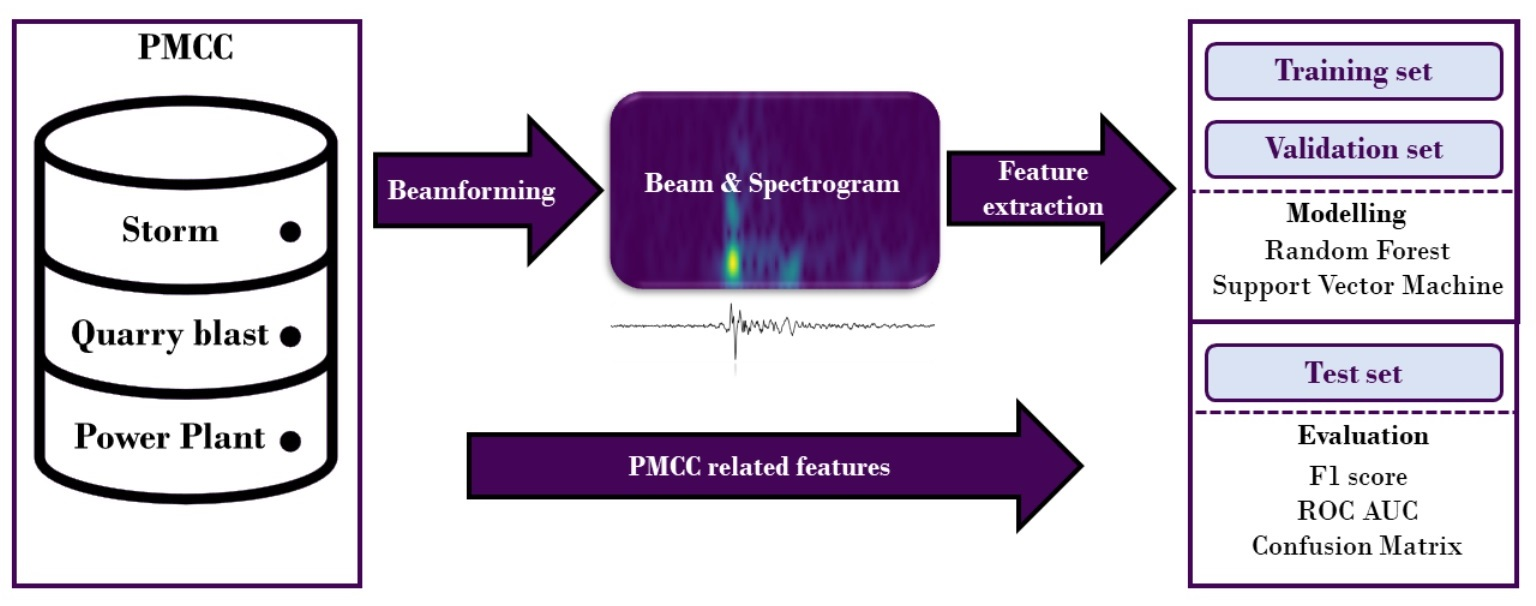 PMCC
Storm
Quarry blast
Power Plant
Beamforming
Beam & Spectrogram
Feature
extraction
PMCC related features
Training set
Validation set
Modelling
Random Forest
Support Vector Machine
Test set
Evaluation
F1 score
ROC AUC
Confusion Matrix